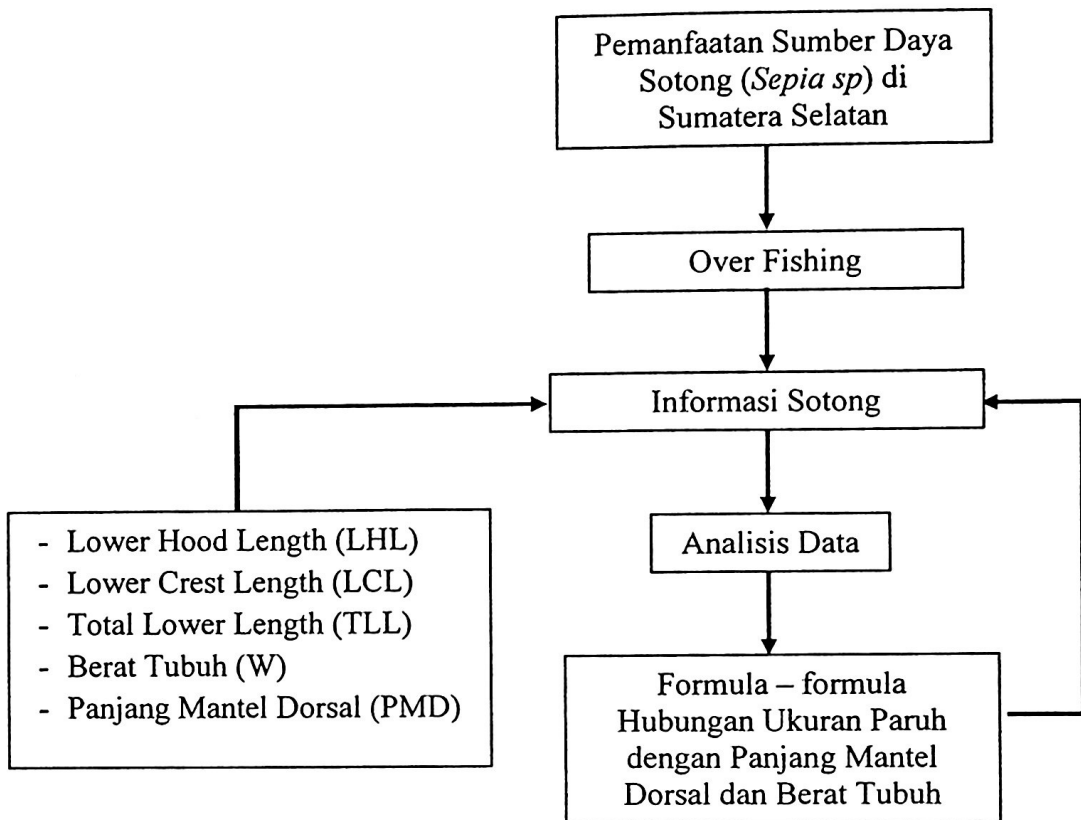 Pemanfaatan Sumber Daya
Sotong (Sepia sp) di
Sumatera Selatan
Over Fishing
Informasi Sotong
- Lower Hood Length (LHL)
- Lower Crest Length (LCL)
- Total Lower Length (TLL)
- Berat Tubuh (W)
- Panjang Mantel Dorsal (PMD)
Analisis Data
Formula – formula
Hubungan Ukuran Paruh
dengan Panjang Mantel
Dorsal dan Berat Tubuh